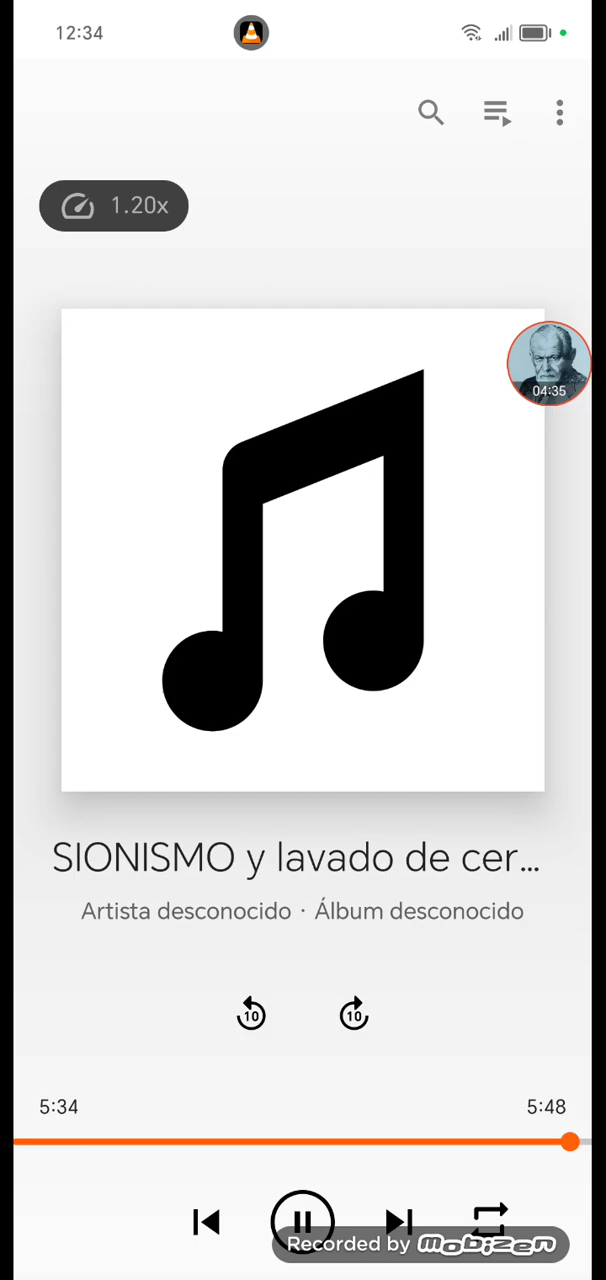 12:34
1.20x
04:35
SIONISMO y lavado de cer...
Artista desconocido · Álbum desconocido
10 10
5:34 5:48
Recorded by mobizen